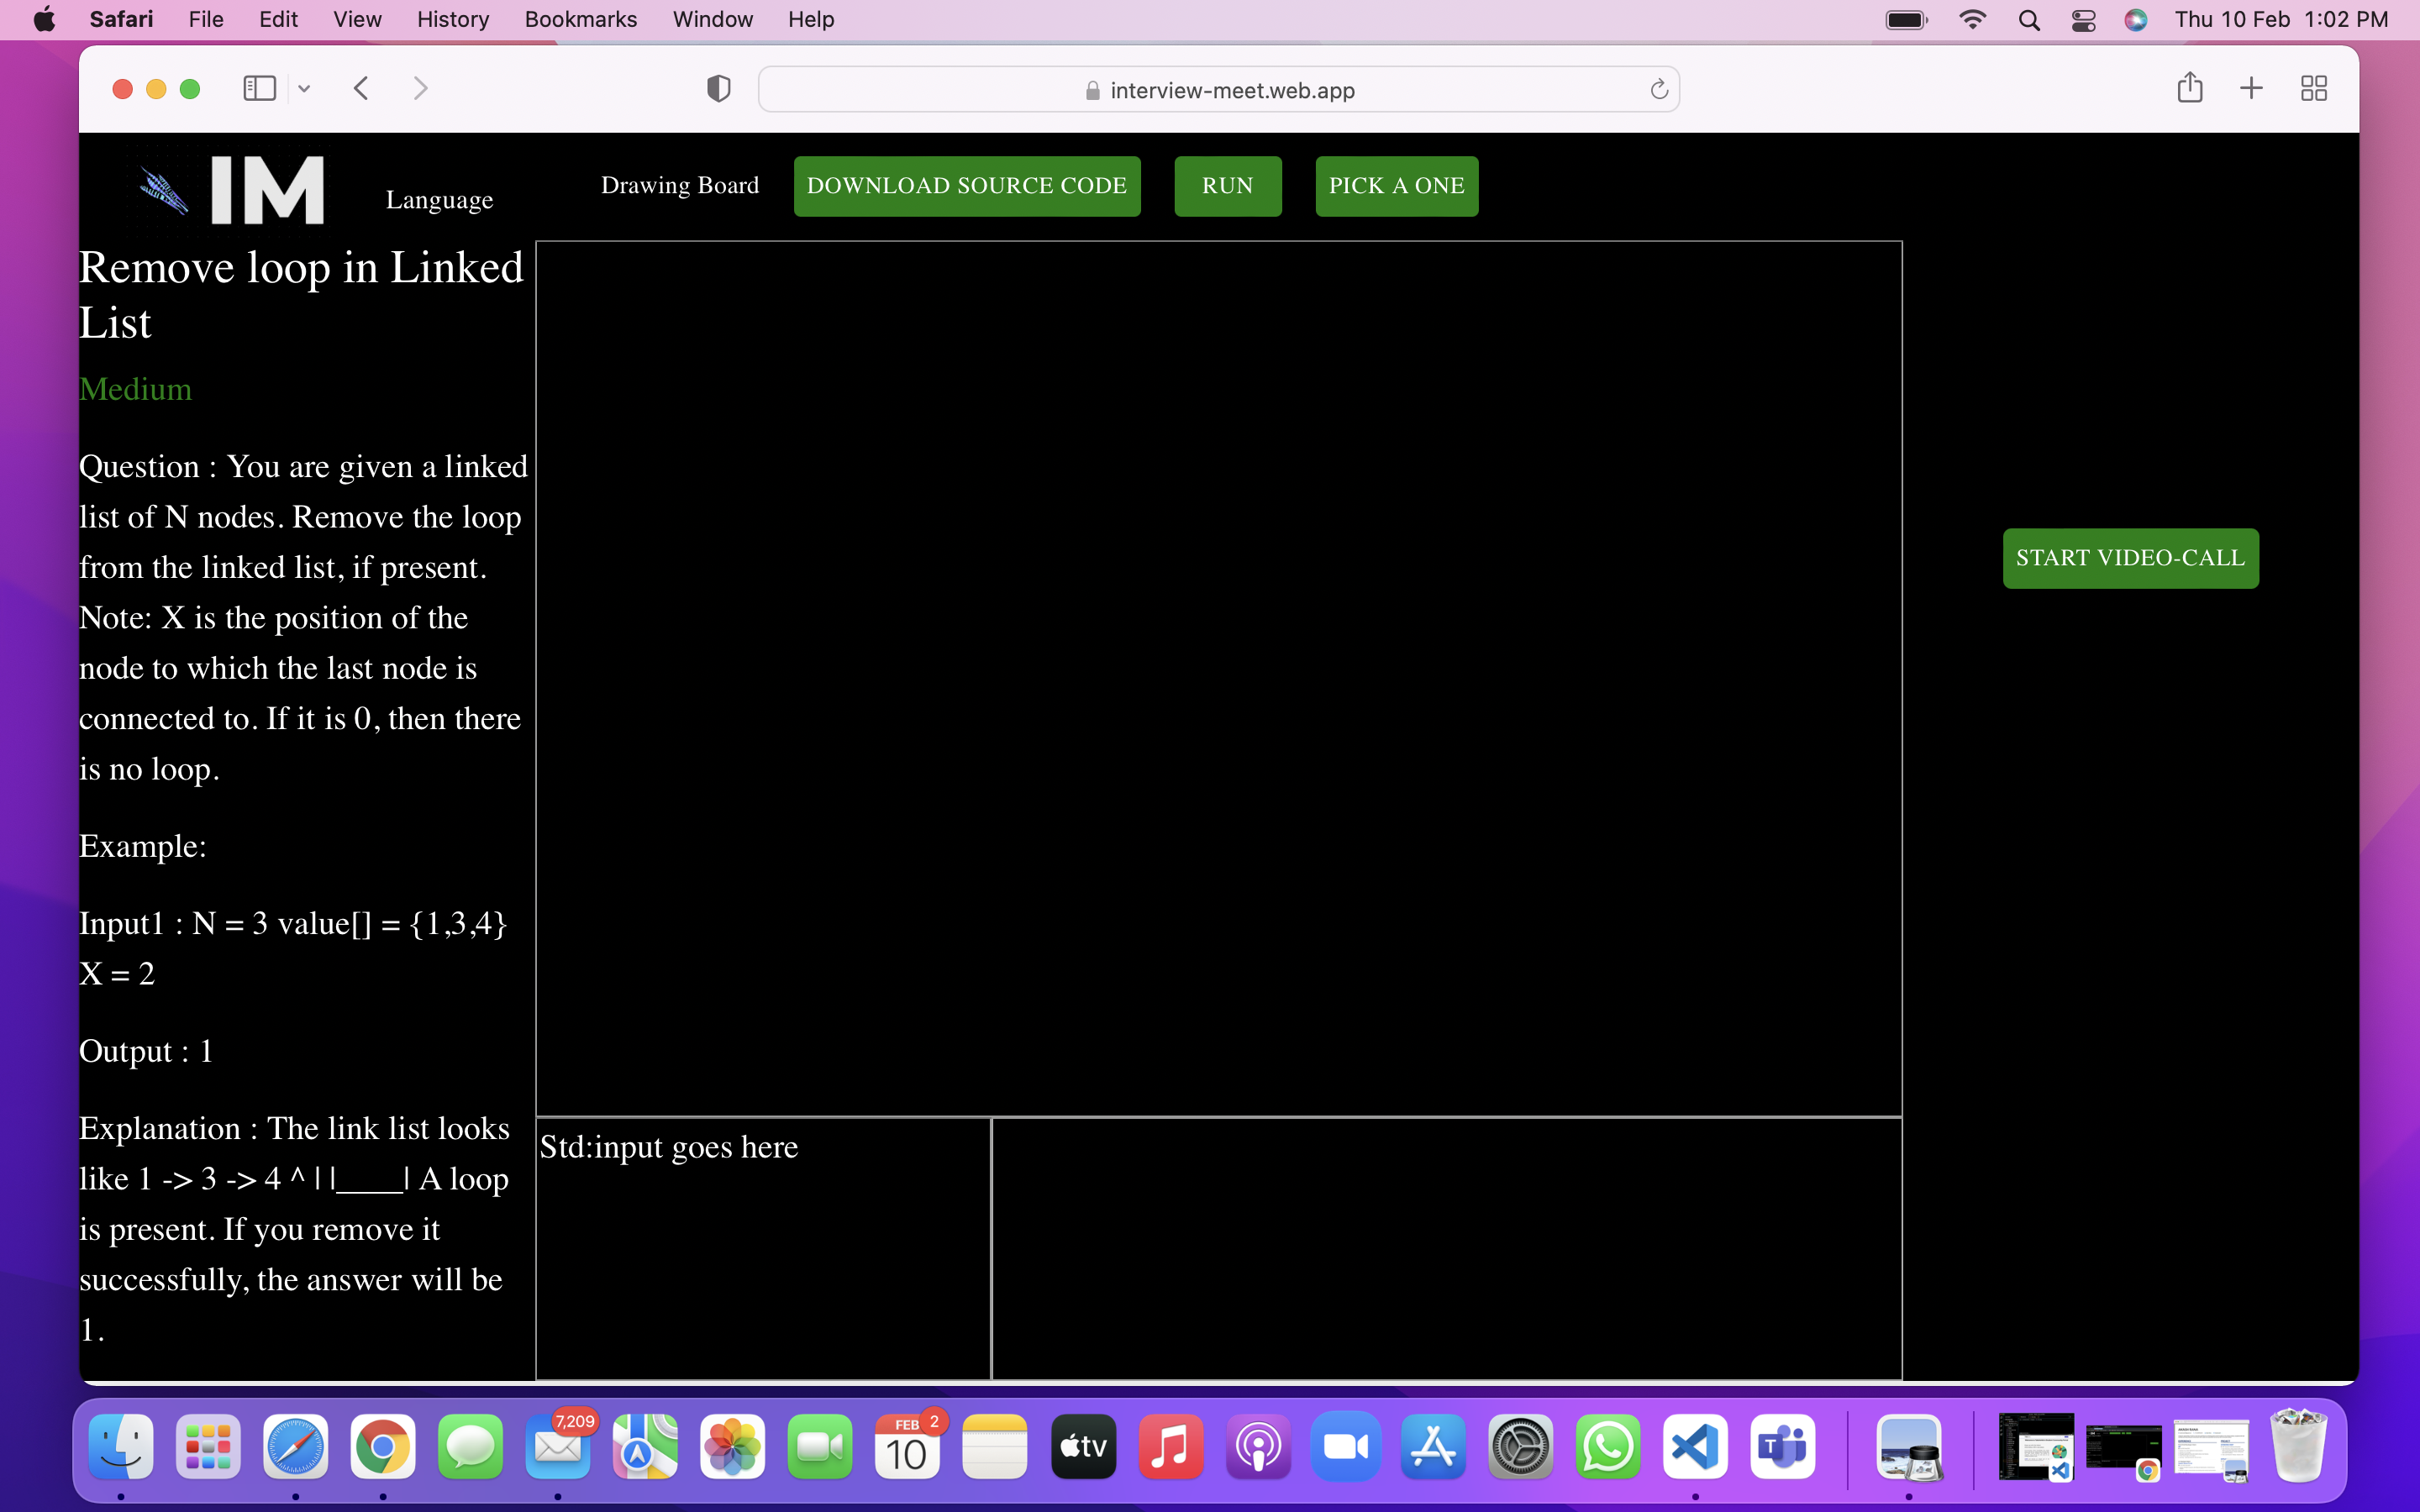 Safari File Edit View History Bookmarks Window Help Thu 10 Feb 1:02 PM
interview-meet.web.app
IM Language Drawing Board DOWNLOAD SOURCE CODE RUN PICK A ONE
Remove loop in Linked
List
Medium
Question : You are given a linked
list of N nodes. Remove the loop
from the linked list, if present.
Note: X is the position of the
node to which the last node is
connected to. If it is 0, then there
is no loop.
Example:
Input1 : N = 3 value[] = {1,3,4}
X = 2
Output : 1
Explanation : The link list looks
like 1 -> 3 -> 4 ^ | |____| A loop
is present. If you remove it
successfully, the answer will be
1.
START VIDEO-CALL
Std:input goes here
7,209
FEB 2
10
tv
T